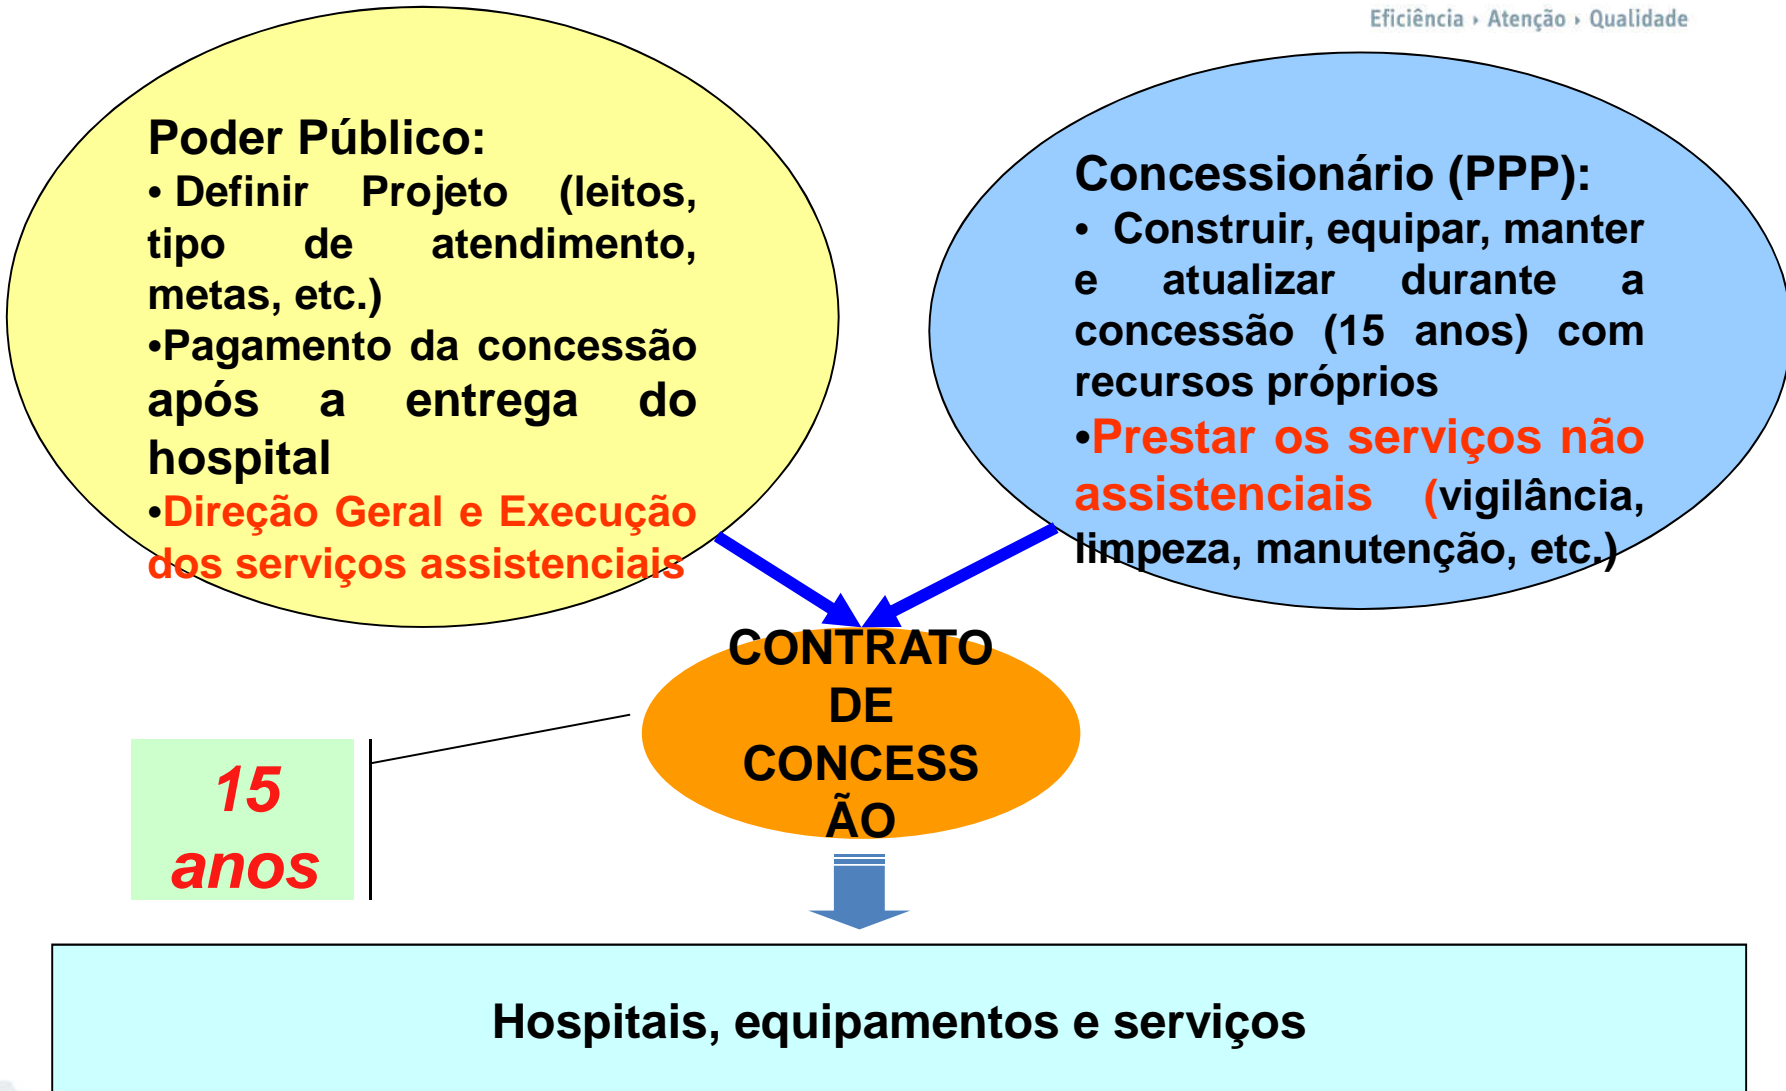 Eficiência › Atenção › Qualidade
Poder Público:
• Definir Projeto (leitos,
tipo de atendimento,
metas, etc.)
•Pagamento da concessão
após a entrega do
hospital
•Direção Geral e Execução
dos serviços assistenciais
Concessionário (PPP):
• Construir, equipar, manter
e atualizar durante a
concessão (15 anos) com
recursos próprios
•Prestar os serviços não
assistenciais (vigilância,
limpeza, manutenção, etc.)
CONTRATO
DE
CONCESS
ÃO
15
anos
Hospitais, equipamentos e serviços